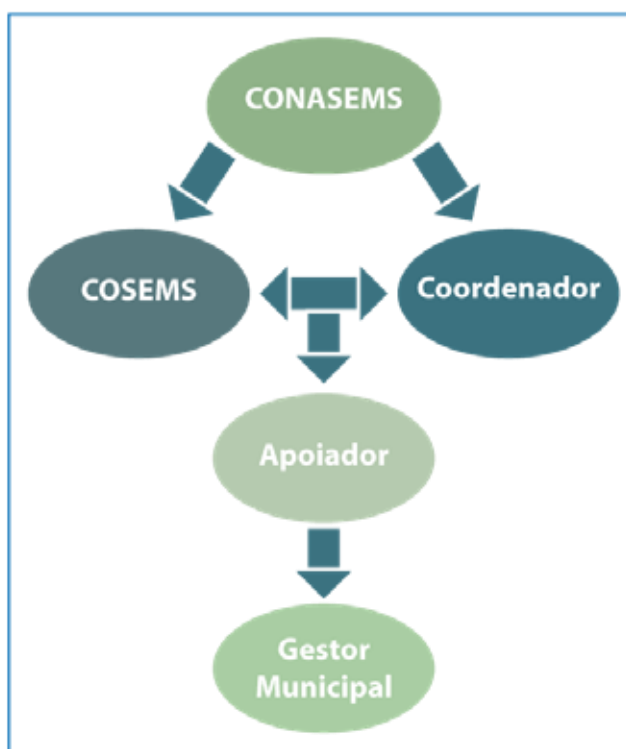 CONASEMS
COSEMS
Coordenador
Apoiador
Gestor
Municipal